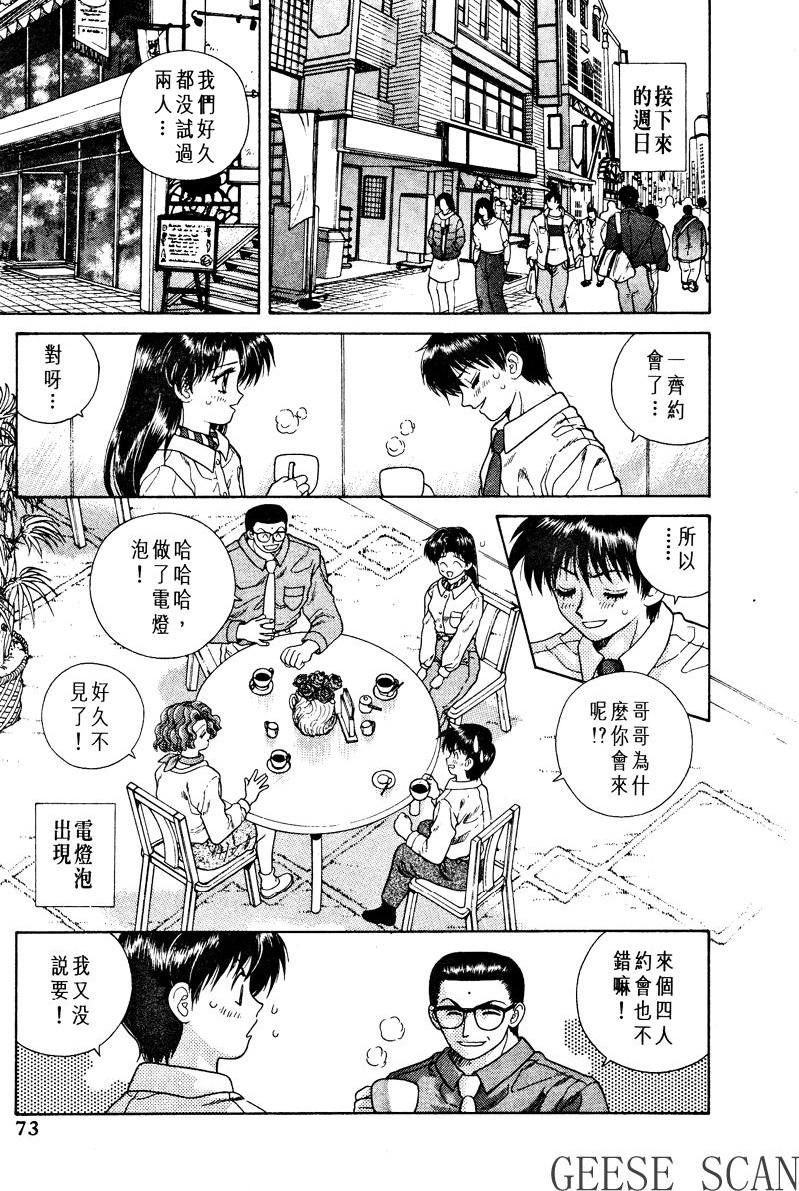 接下來
的週日
我們好久
都没試過
兩人…
一齊約
會了…
對呀…
所以
……
哥哥為什
麼你會來
呢!?
哈哈哈，
做了電燈
泡！
好久不
見了！
電燈泡
出現
來個四人
約會也不
錯嘛！
我又没
説要！
73
GEESE SCAN